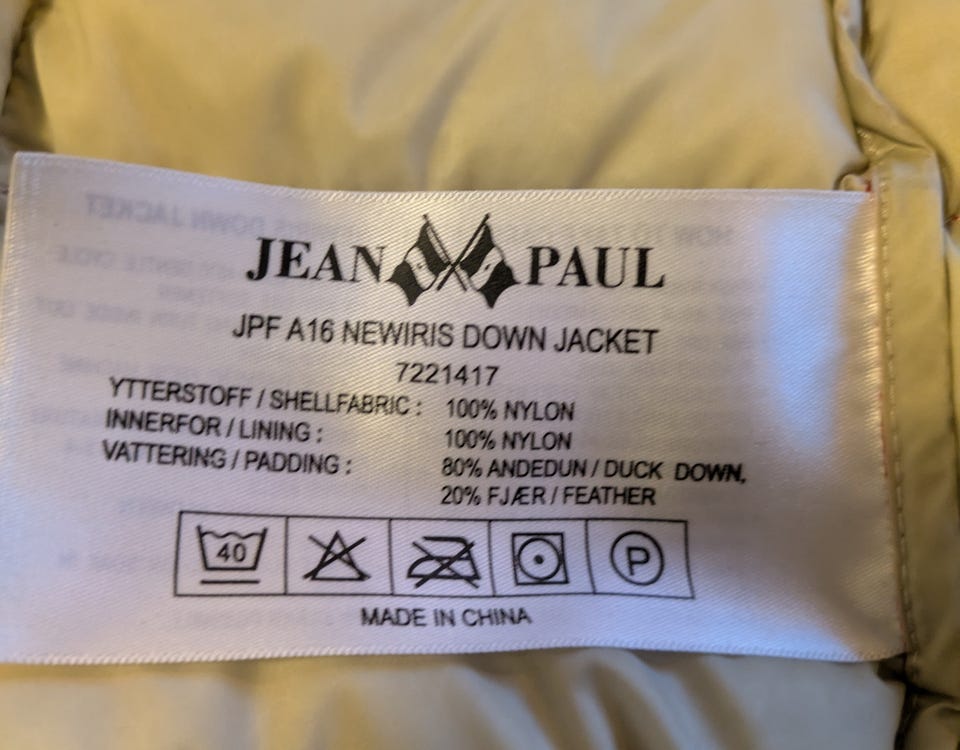 JEAN PAUL
JPF A16 NEWIRIS DOWN JACKET
7221417
YTTERSTOFF / SHELLFABRIC : 100% NYLON
INNERFOR / LINING : 100% NYLON
VATTERING / PADDING : 80% ANDEDUN / DUCK DOWN,
20% FJÆR / FEATHER
40 P
MADE IN CHINA